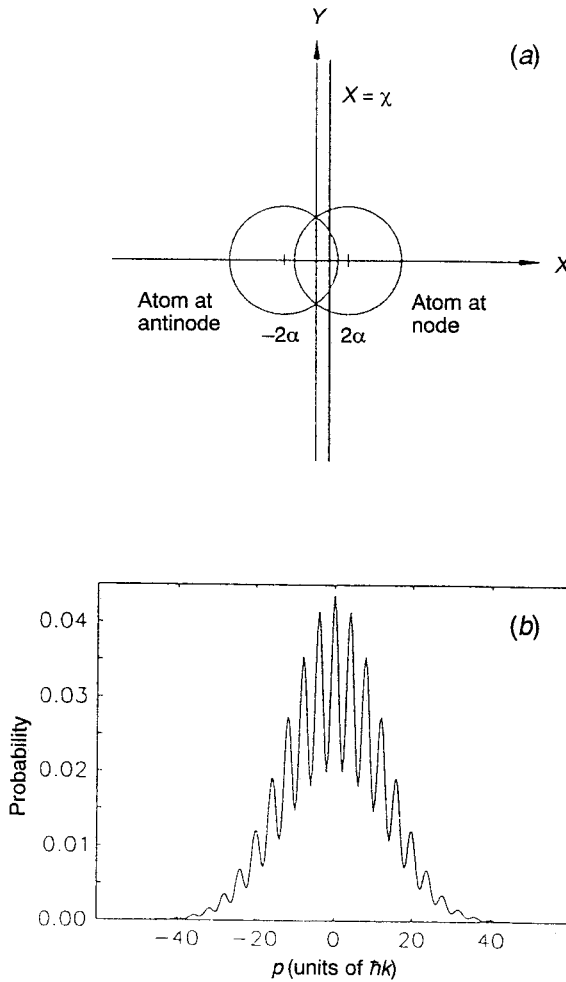 Y
(a)
X = χ
X
Atom at
antinode
−2α
2α
Atom at
node
(b)
Probability
0.04
0.03
0.02
0.01
0.00
−40
−20
0
20
40
p (units of ħk)